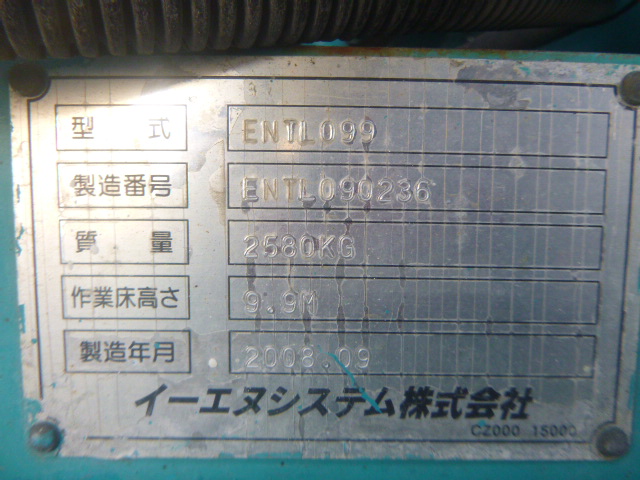 型式 ENTL099
製造番号 ENTL090236
質量 2580KG
作業床高さ 9.9M
製造年月 2008.09
イーエヌシステム株式会社
CZ000 15000